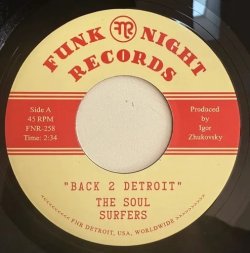 FUNK NIGHT
RECORDS
Side A
45 RPM
FNR-258
Time: 2:34
Produced
by
Igor
Zhukovsky
"BACK 2 DETROIT"
THE SOUL
SURFERS
<<<<< FNR DETROIT, USA, WORLDWIDE >>>>>